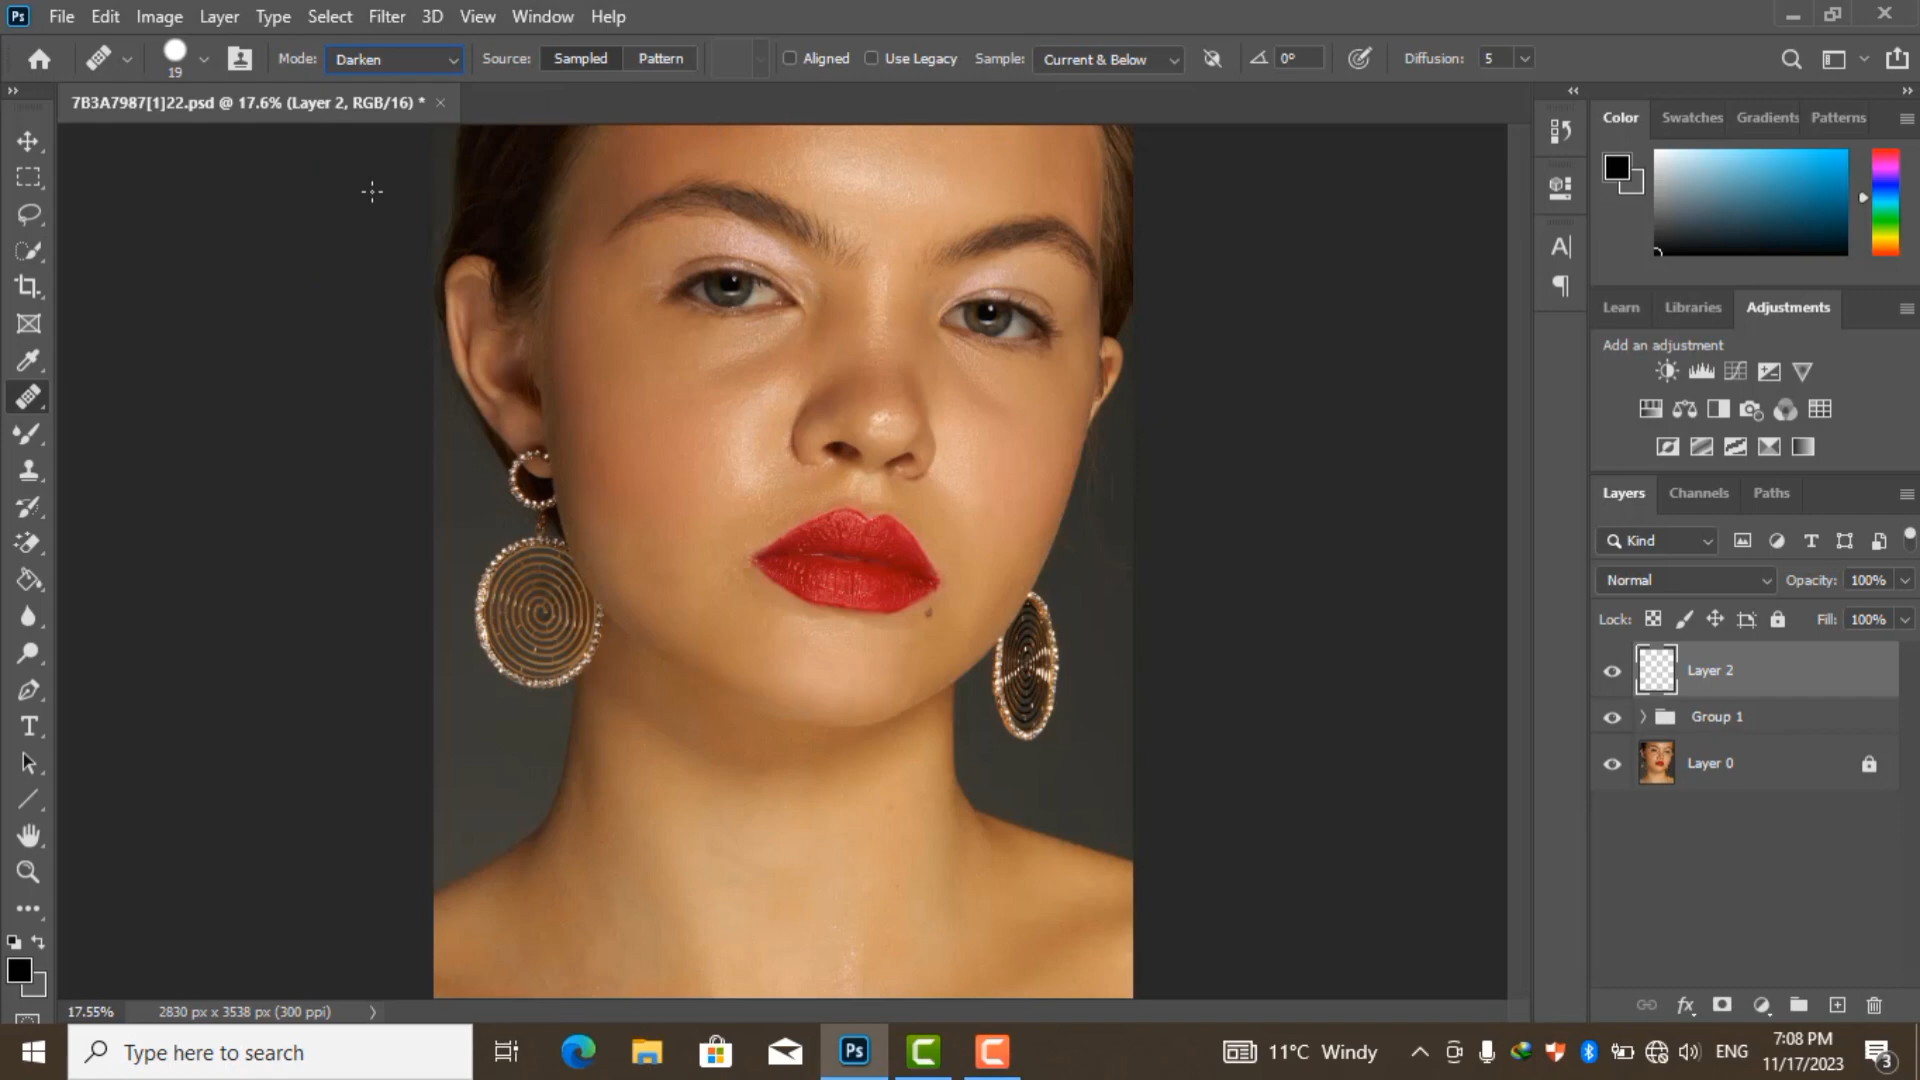 Ps File Edit Image Layer Type Select Filter 3D View Window Help
19 Mode: Darken Source: Sampled Pattern Aligned Use Legacy Sample: Current & Below 0° Diffusion: 5
7B3A7987[1]22.psd @ 17.6% (Layer 2, RGB/16) *
Color Swatches Gradients Patterns
Learn Libraries Adjustments
Add an adjustment
Layers Channels Paths
Kind
Normal Opacity: 100%
Lock: Fill: 100%
Layer 2
Group 1
Layer 0
17.55% 2830 px x 3538 px (300 ppi)
Type here to search
Ps
11°C Windy
ENG
7:08 PM
11/17/2023
3